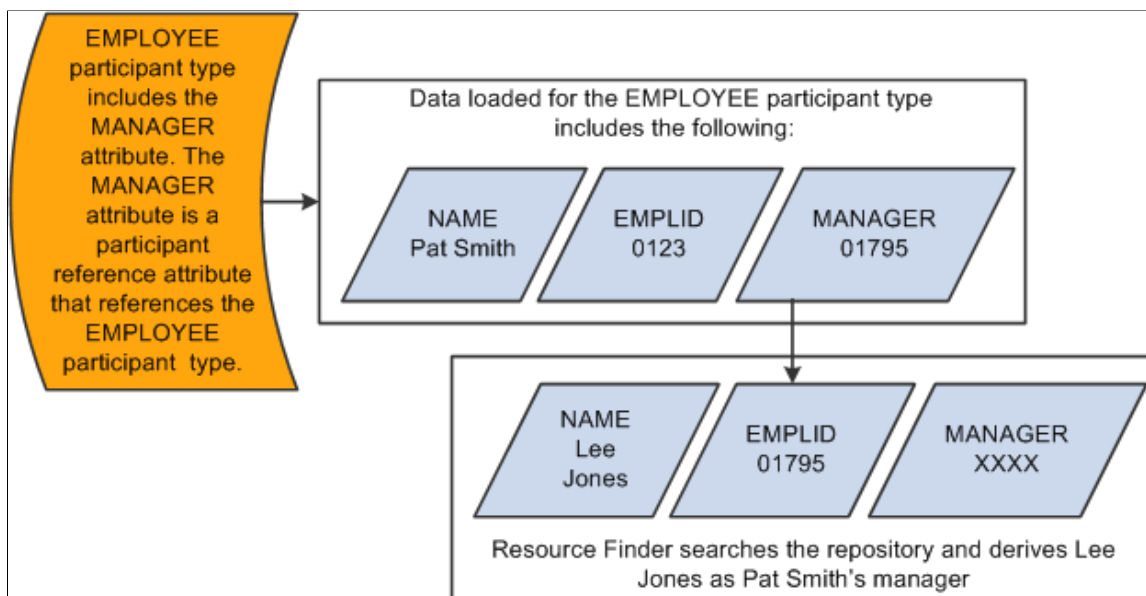 EMPLOYEE
participant type
includes the
MANAGER
attribute. The
MANAGER
attribute is a
participant
reference attribute
that references the
EMPLOYEE
participant type.
Data loaded for the EMPLOYEE participant type
includes the following:
NAME
Pat Smith
EMPLID
0123
MANAGER
01795
NAME
Lee
Jones
EMPLID
01795
MANAGER
XXXX
Resource Finder searches the repository and derives Lee
Jones as Pat Smith's manager